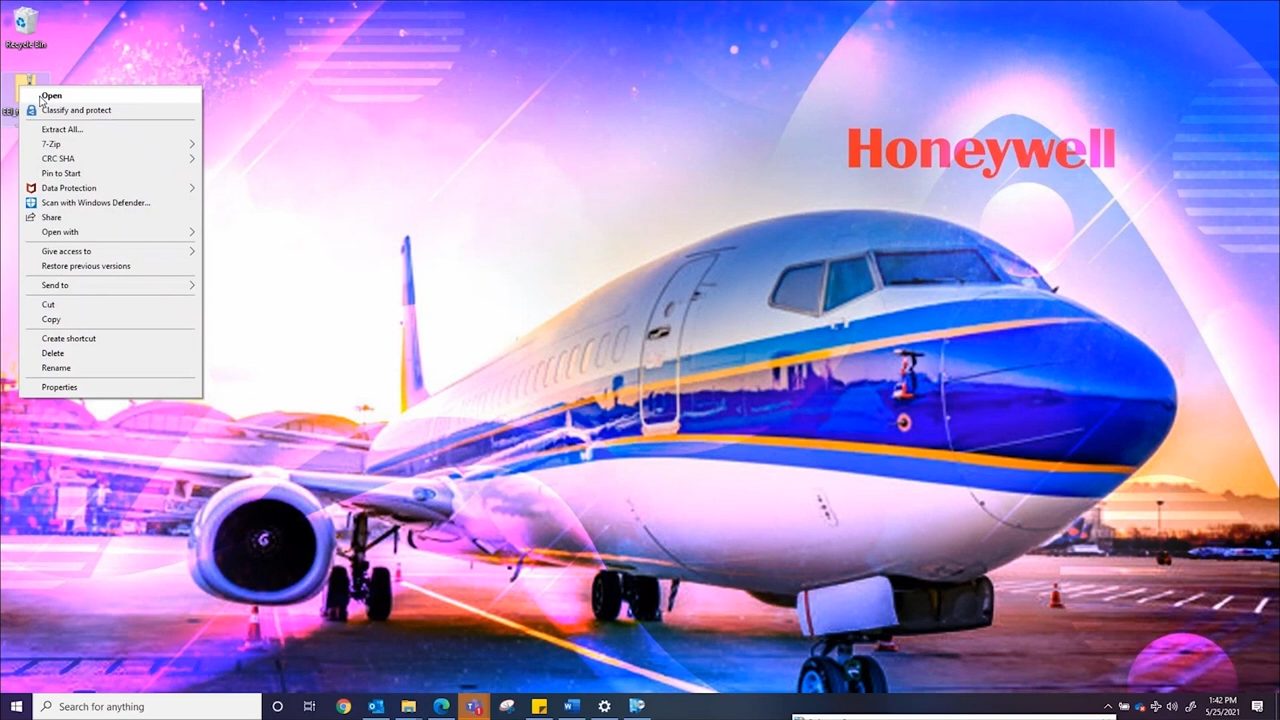 Recycle Bin
Open
Classify and protect
Extract All...
7-Zip
CRC SHA
Pin to Start
Data Protection
Scan with Windows Defender...
Share
Open with
Give access to
Restore previous versions
Send to
Cut
Copy
Create shortcut
Delete
Rename
Properties
Honeywell
Search for anything
1:42 PM
5/25/2021